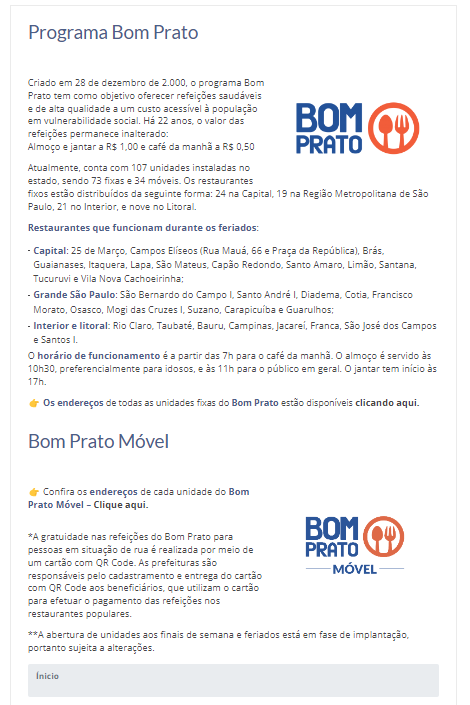 Programa Bom Prato
Criado em 28 de dezembro de 2.000, o programa Bom
Prato tem como objetivo oferecer refeições saudáveis
e de alta qualidade a um custo acessível à população
em vulnerabilidade social. Há 22 anos, o valor das
refeições permanece inalterado:
Almoço e jantar a R$ 1,00 e café da manhã a R$ 0,50
BOM
PRATO
Atualmente, conta com 107 unidades instaladas no
estado, sendo 73 fixas e 34 móveis. Os restaurantes
fixos estão distribuídos da seguinte forma: 24 na Capital, 19 na Região Metropolitana de São
Paulo, 21 no Interior, e nove no Litoral.
Restaurantes que funcionam durante os feriados:
· Capital: 25 de Março, Campos Elíseos (Rua Mauá, 66 e Praça da República), Brás,
Guaianases, Itaquera, Lapa, São Mateus, Capão Redondo, Santo Amaro, Limão, Santana,
Tucuruvi e Vila Nova Cachoeirinha;
· Grande São Paulo: São Bernardo do Campo I, Santo André I, Diadema, Cotia, Francisco
Morato, Osasco, Mogi das Cruzes I, Suzano, Carapicuíba e Guarulhos;
· Interior e litoral: Rio Claro, Taubaté, Bauru, Campinas, Jacareí, Franca, São José dos Campos
e Santos I.
O horário de funcionamento é a partir das 7h para o café da manhã. O almoço é servido às
10h30, preferencialmente para idosos, e às 11h para o público em geral. O jantar tem início às
17h.
👉 Os endereços de todas as unidades fixas do Bom Prato estão disponíveis clicando aqui.
Bom Prato Móvel
👉 Confira os endereços de cada unidade do Bom
Prato Móvel – Clique aqui.
BOM
PRATO
MÓVEL
*A gratuidade nas refeições do Bom Prato para
pessoas em situação de rua é realizada por meio de
um cartão com QR Code. As prefeituras são
responsáveis pelo cadastramento e entrega do cartão
com QR Code aos beneficiários, que utilizam o cartão
para efetuar o pagamento das refeições nos
restaurantes populares.
**A abertura de unidades aos finais de semana e feriados está em fase de implantação,
portanto sujeita a alterações.
Ínicio